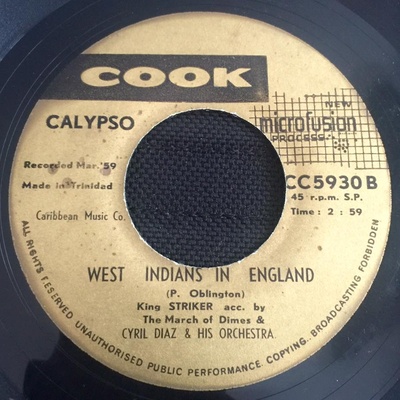 COOK
CALYPSO
NEW
microfusion
PROCESS
Recorded Mar.'59
Made in Trinidad
CC5930B
45 r.p.m. S.P.
Caribbean Music Co.
Time : 2 : 59
WEST INDIANS IN ENGLAND
(P. Oblington)
King STRIKER acc. by
The March of Dimes &
CYRIL DIAZ & HIS ORCHESTRA.
ALL RIGHTS RESERVED UNAUTHORISED PUBLIC PERFORMANCE, COPYING, BROADCASTING FORBIDDEN